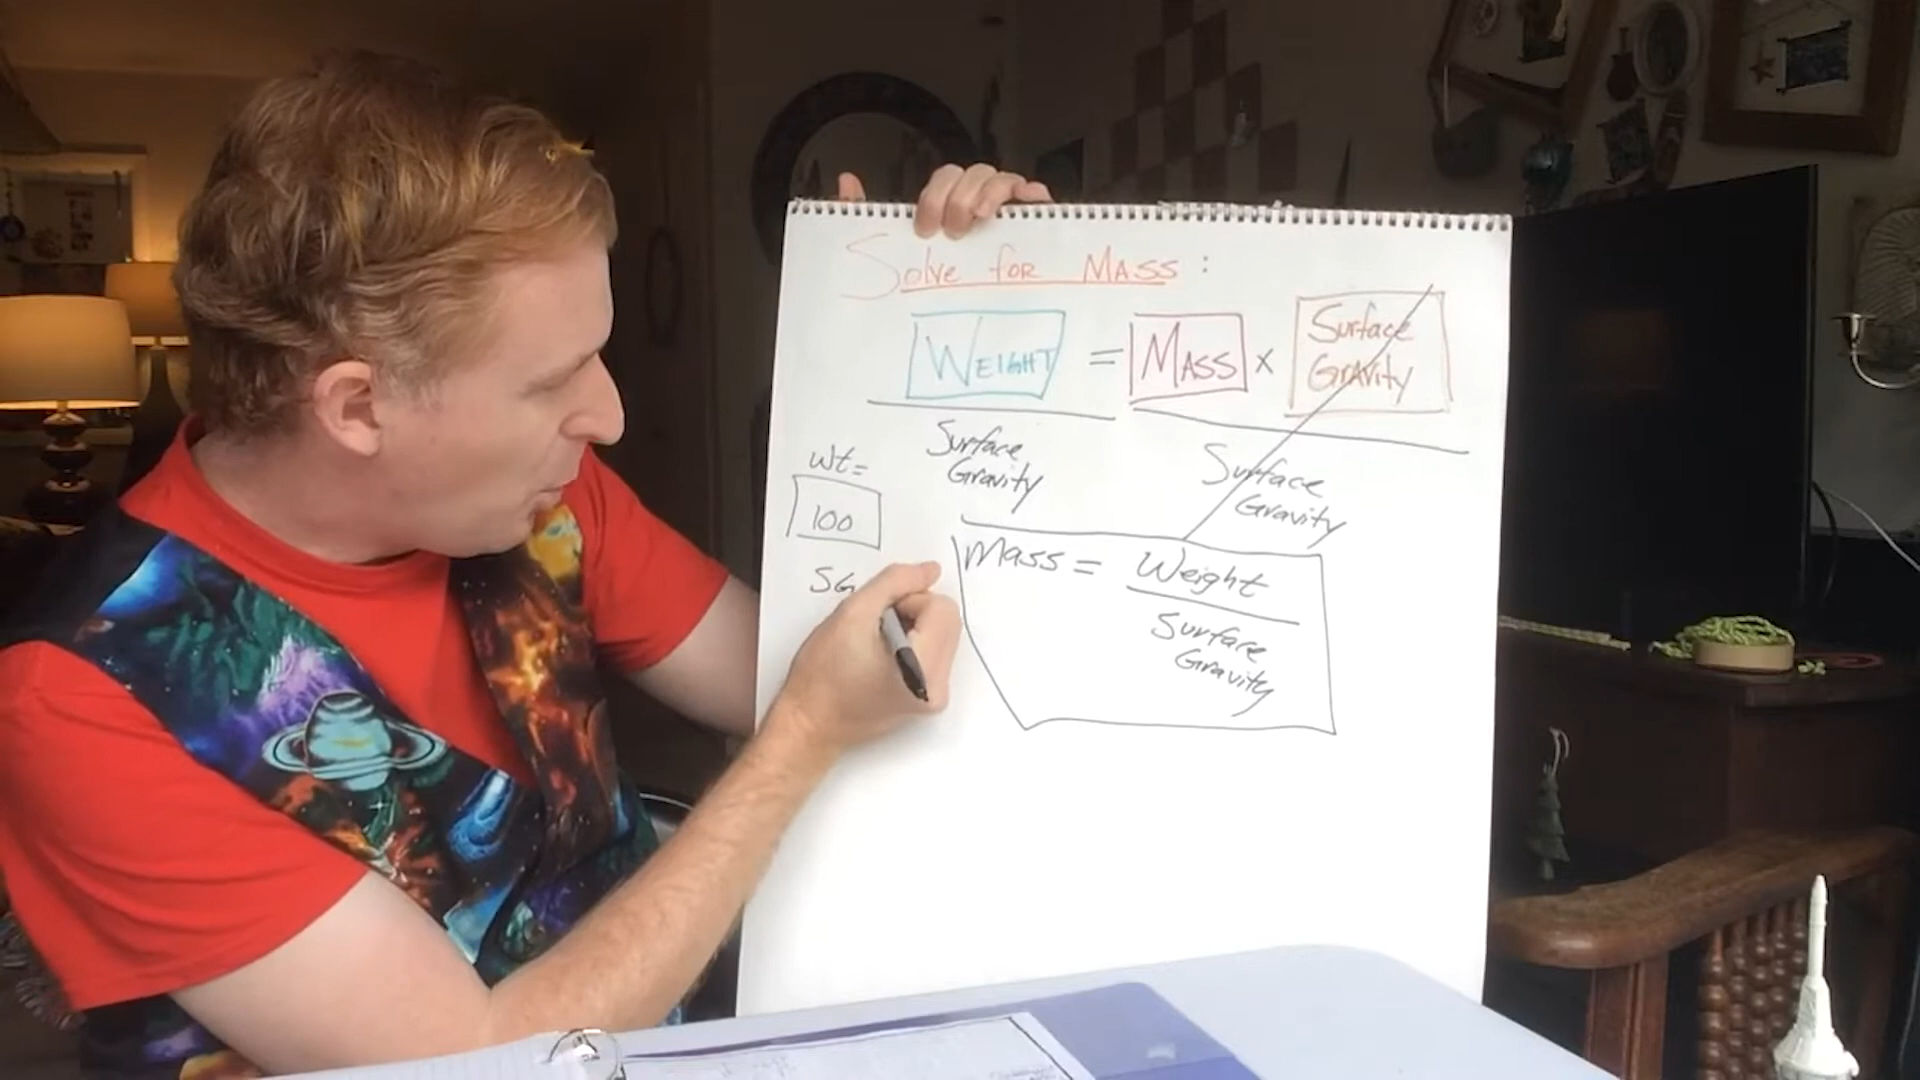 Solve for MASS :
WEIGHT = MASS x Surface Gravity
Surface Gravity
Surface Gravity
Wt =
100
SG
Mass = Weight
Surface
Gravity